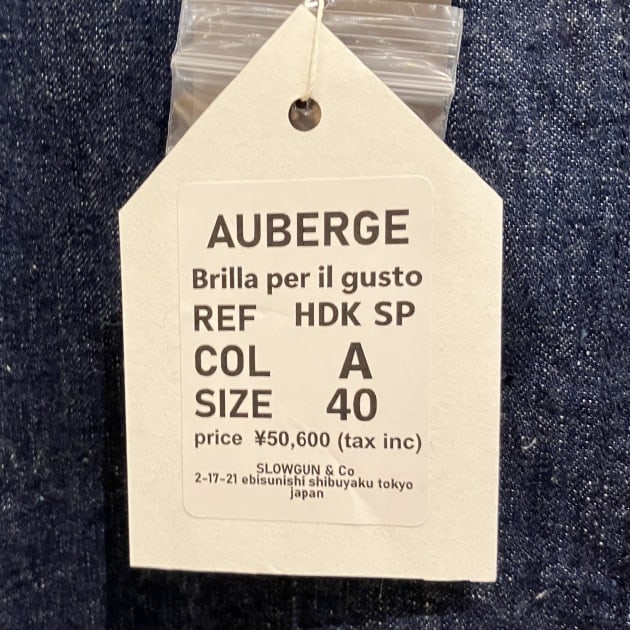 AUBERGE
Brilla per il gusto
REF HDK SP
COL A
SIZE 40
price ¥50,600 (tax inc)
SLOWGUN & Co
2-17-21 ebisunishi shibuyaku tokyo
japan